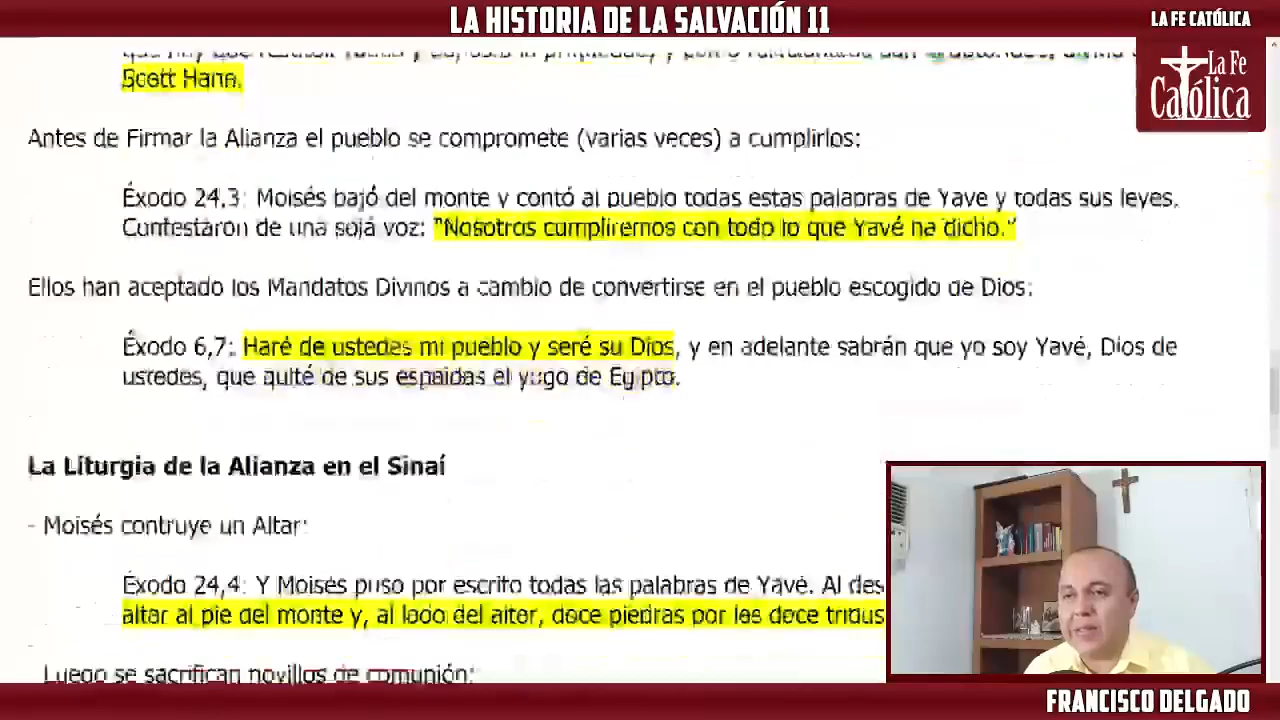 LA HISTORIA DE LA SALVACIÓN 11
LA FE CATÓLICA
La Fe
Católica
Scott Hann.
Antes de Firmar la Alianza el pueblo se compromete (varias veces) a cumplirlos:
Éxodo 24,3: Moisés bajó del monte y contó al pueblo todas estas palabras de Yave y todas sus leyes.
Contestaron de una sola voz: "Nosotros cumpliremos con todo lo que Yavé ha dicho."
Ellos han aceptado los Mandatos Divinos a cambio de convertirse en el pueblo escogido de Dios:
Éxodo 6,7: Haré de ustedes mi pueblo y seré su Dios, y en adelante sabrán que yo soy Yavé, Dios de
ustedes, que quité de sus espaldas el yugo de Egipto.
La Liturgia de la Alianza en el Sinaí
- Moisés contruye un Altar:
Éxodo 24,4: Y Moisés puso por escrito todas las palabras de Yavé. Al des
altar al pie del monte y, al lado del altar, doce piedras por las doce tribus
Luego se sacrifican novillos de comunión:
FRANCISCO DELGADO